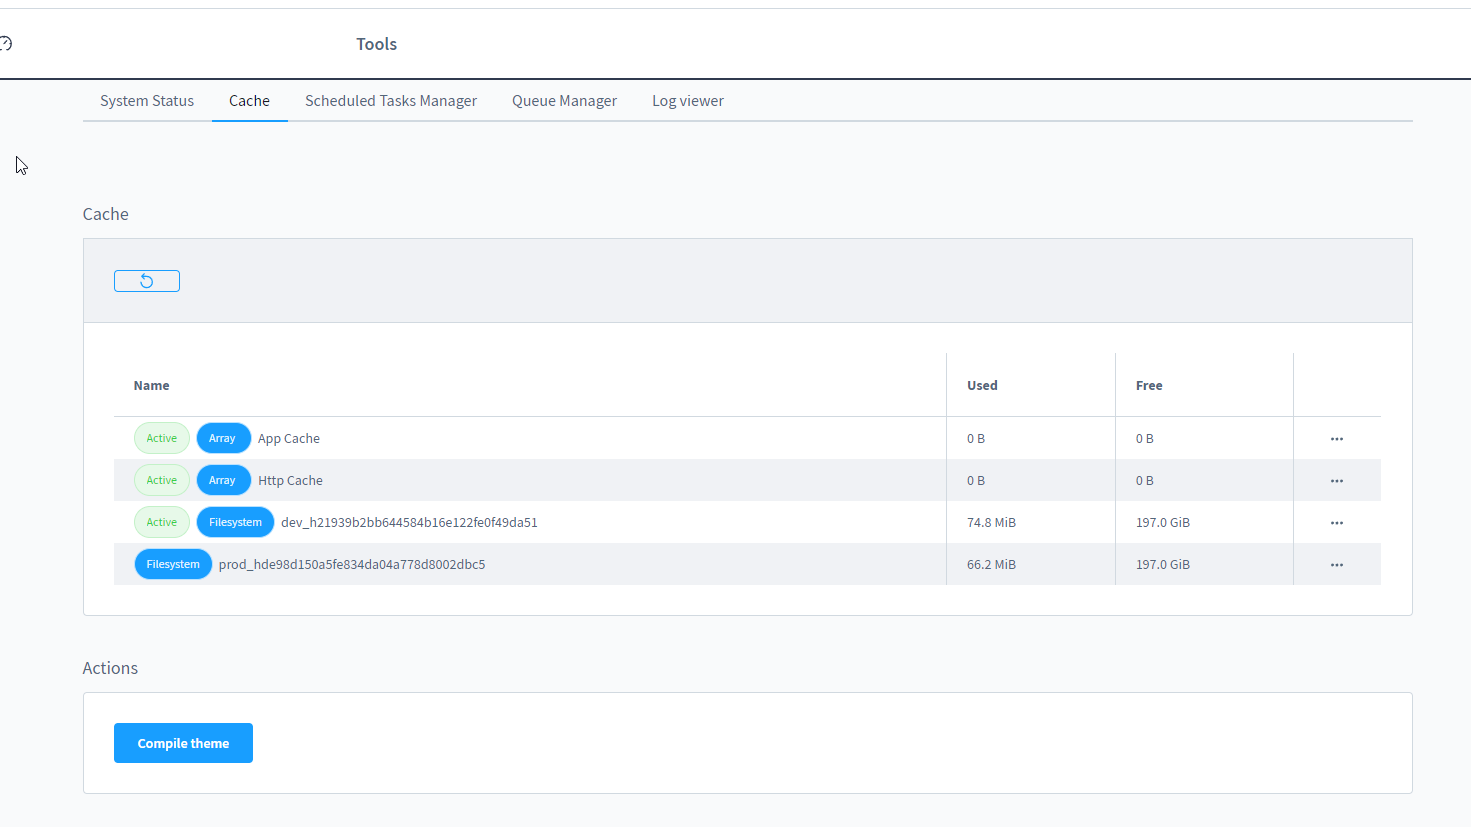 Tools
System Status Cache Scheduled Tasks Manager Queue Manager Log viewer
Cache
Name Used Free
Active Array App Cache 0 B 0 B
Active Array Http Cache 0 B 0 B
Active Filesystem dev_h21939b2bb644584b16e122fe0f49da51 74.8 MiB 197.0 GiB
Filesystem prod_hde98d150a5fe834da04a778d8002dbc5 66.2 MiB 197.0 GiB
Actions
Compile theme